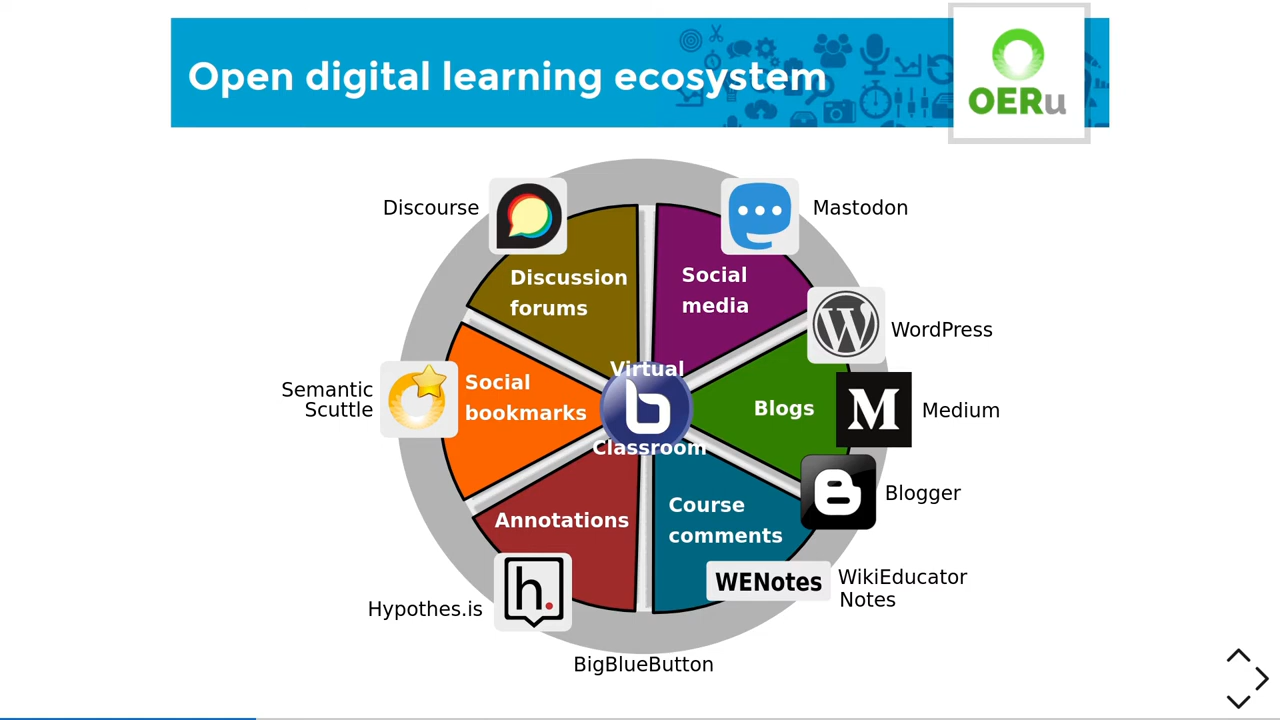 Open digital learning ecosystem
OERu
Discourse
Mastodon
Discussion
forums
Social
media
WordPress
Semantic
Scuttle
Social
bookmarks
Virtual
b
Classroom
Blogs
M
Medium
Annotations
Course
comments
Blogger
h.
Hypothes.is
WENotes
WikiEducator
Notes
BigBlueButton